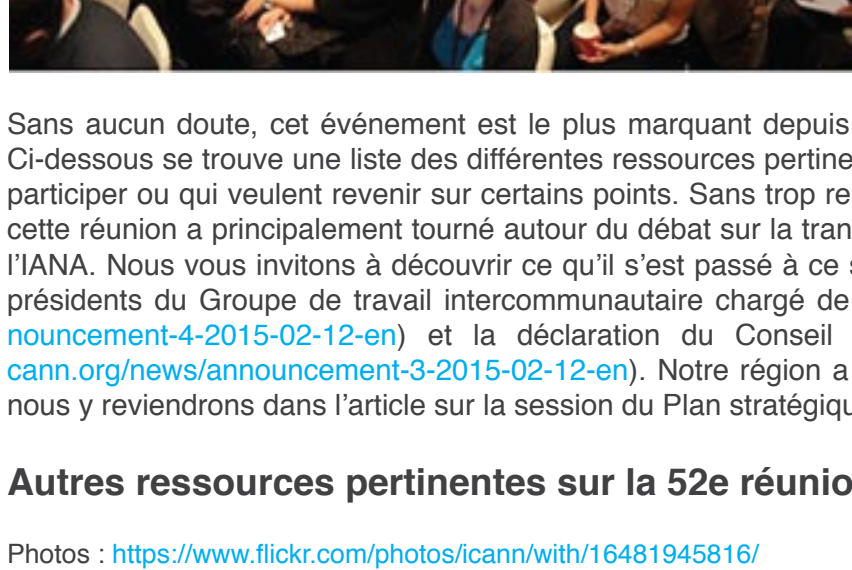 Sans aucun doute, cet événement est le plus marquant depuis
Ci-dessous se trouve une liste des différentes ressources
participer ou qui veulent revenir sur certains points. Sans trop
cette réunion a principalement tourné autour du débat sur la
l’IANA. Nous vous invitons à découvrir ce qu’il s’est passé à ce
présidents du Groupe de travail intercommunautaire chargé de
nouncement-4-2015-02-12-en) et la déclaration du Conseil
cann.org/news/announcement-3-2015-02-12-en). Notre région a
nous y reviendrons dans l’article sur la session du Plan
Autres ressources pertinentes sur la 52e
Photos : https://www.flickr.com/photos/icann/with/16481945816/